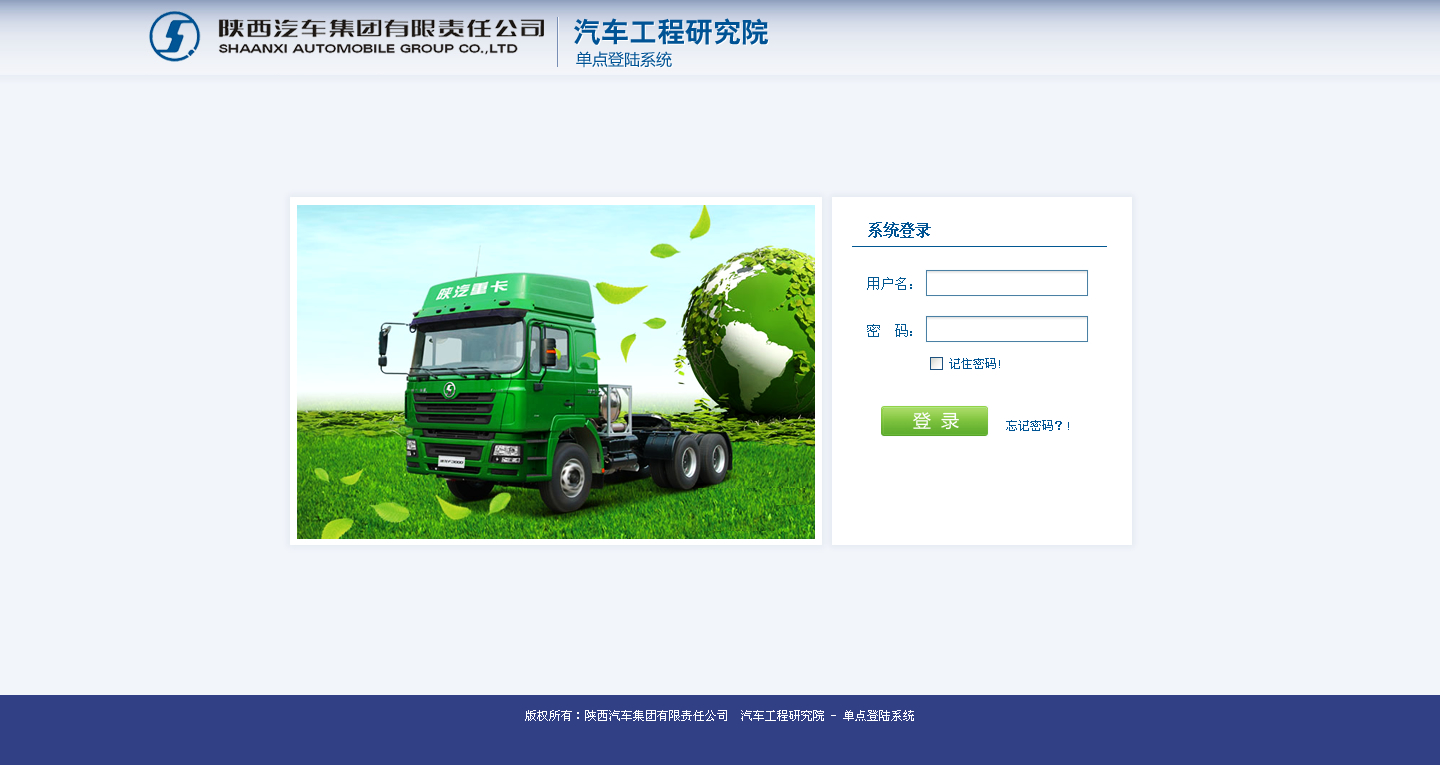 陕西汽车集团有限责任公司
SHAANXI AUTOMOBILE GROUP CO.,LTD
汽车工程研究院
单点登陆系统
陕汽重卡
系统登录
用户名：
密　码：
记住密码！
登 录
忘记密码？！
版权所有：陕西汽车集团有限责任公司　汽车工程研究院 - 单点登陆系统